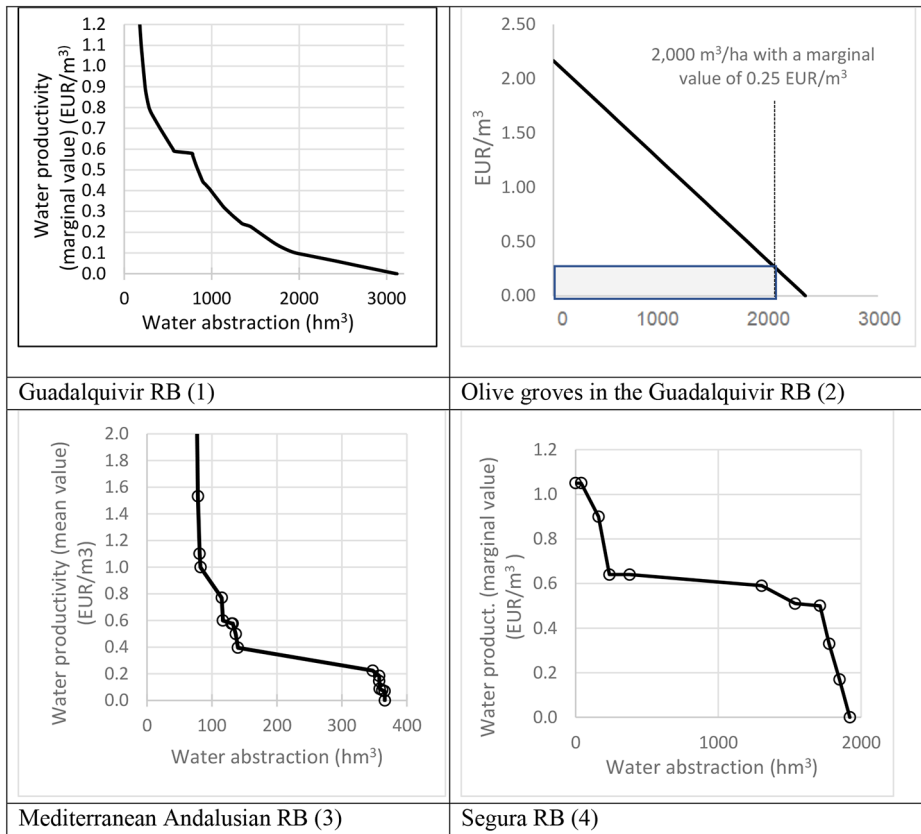 Water productivity
(marginal value) (EUR/m³)
1.2
1.1
1.0
0.9
0.8
0.7
0.6
0.5
0.4
0.3
0.2
0.1
0.0
0 1000 2000 3000
Water abstraction (hm³)
Guadalquivir RB (1)
EUR/m³
2.50
2.00
1.50
1.00
0.50
0.00
2,000 m³/ha with a marginal
value of 0.25 EUR/m³
0 1000 2000 3000
Olive groves in the Guadalquivir RB (2)
Water productivity (mean value)
(EUR/m3)
2.0
1.8
1.6
1.4
1.2
1.0
0.8
0.6
0.4
0.2
0.0
0 100 200 300 400
Water abstraction (hm³)
Mediterranean Andalusian RB (3)
Water product. (marginal value)
(EUR/m³ )
1.2
1.0
0.8
0.6
0.4
0.2
0.0
0 1000 2000
Water abstraction (hm³)
Segura RB (4)